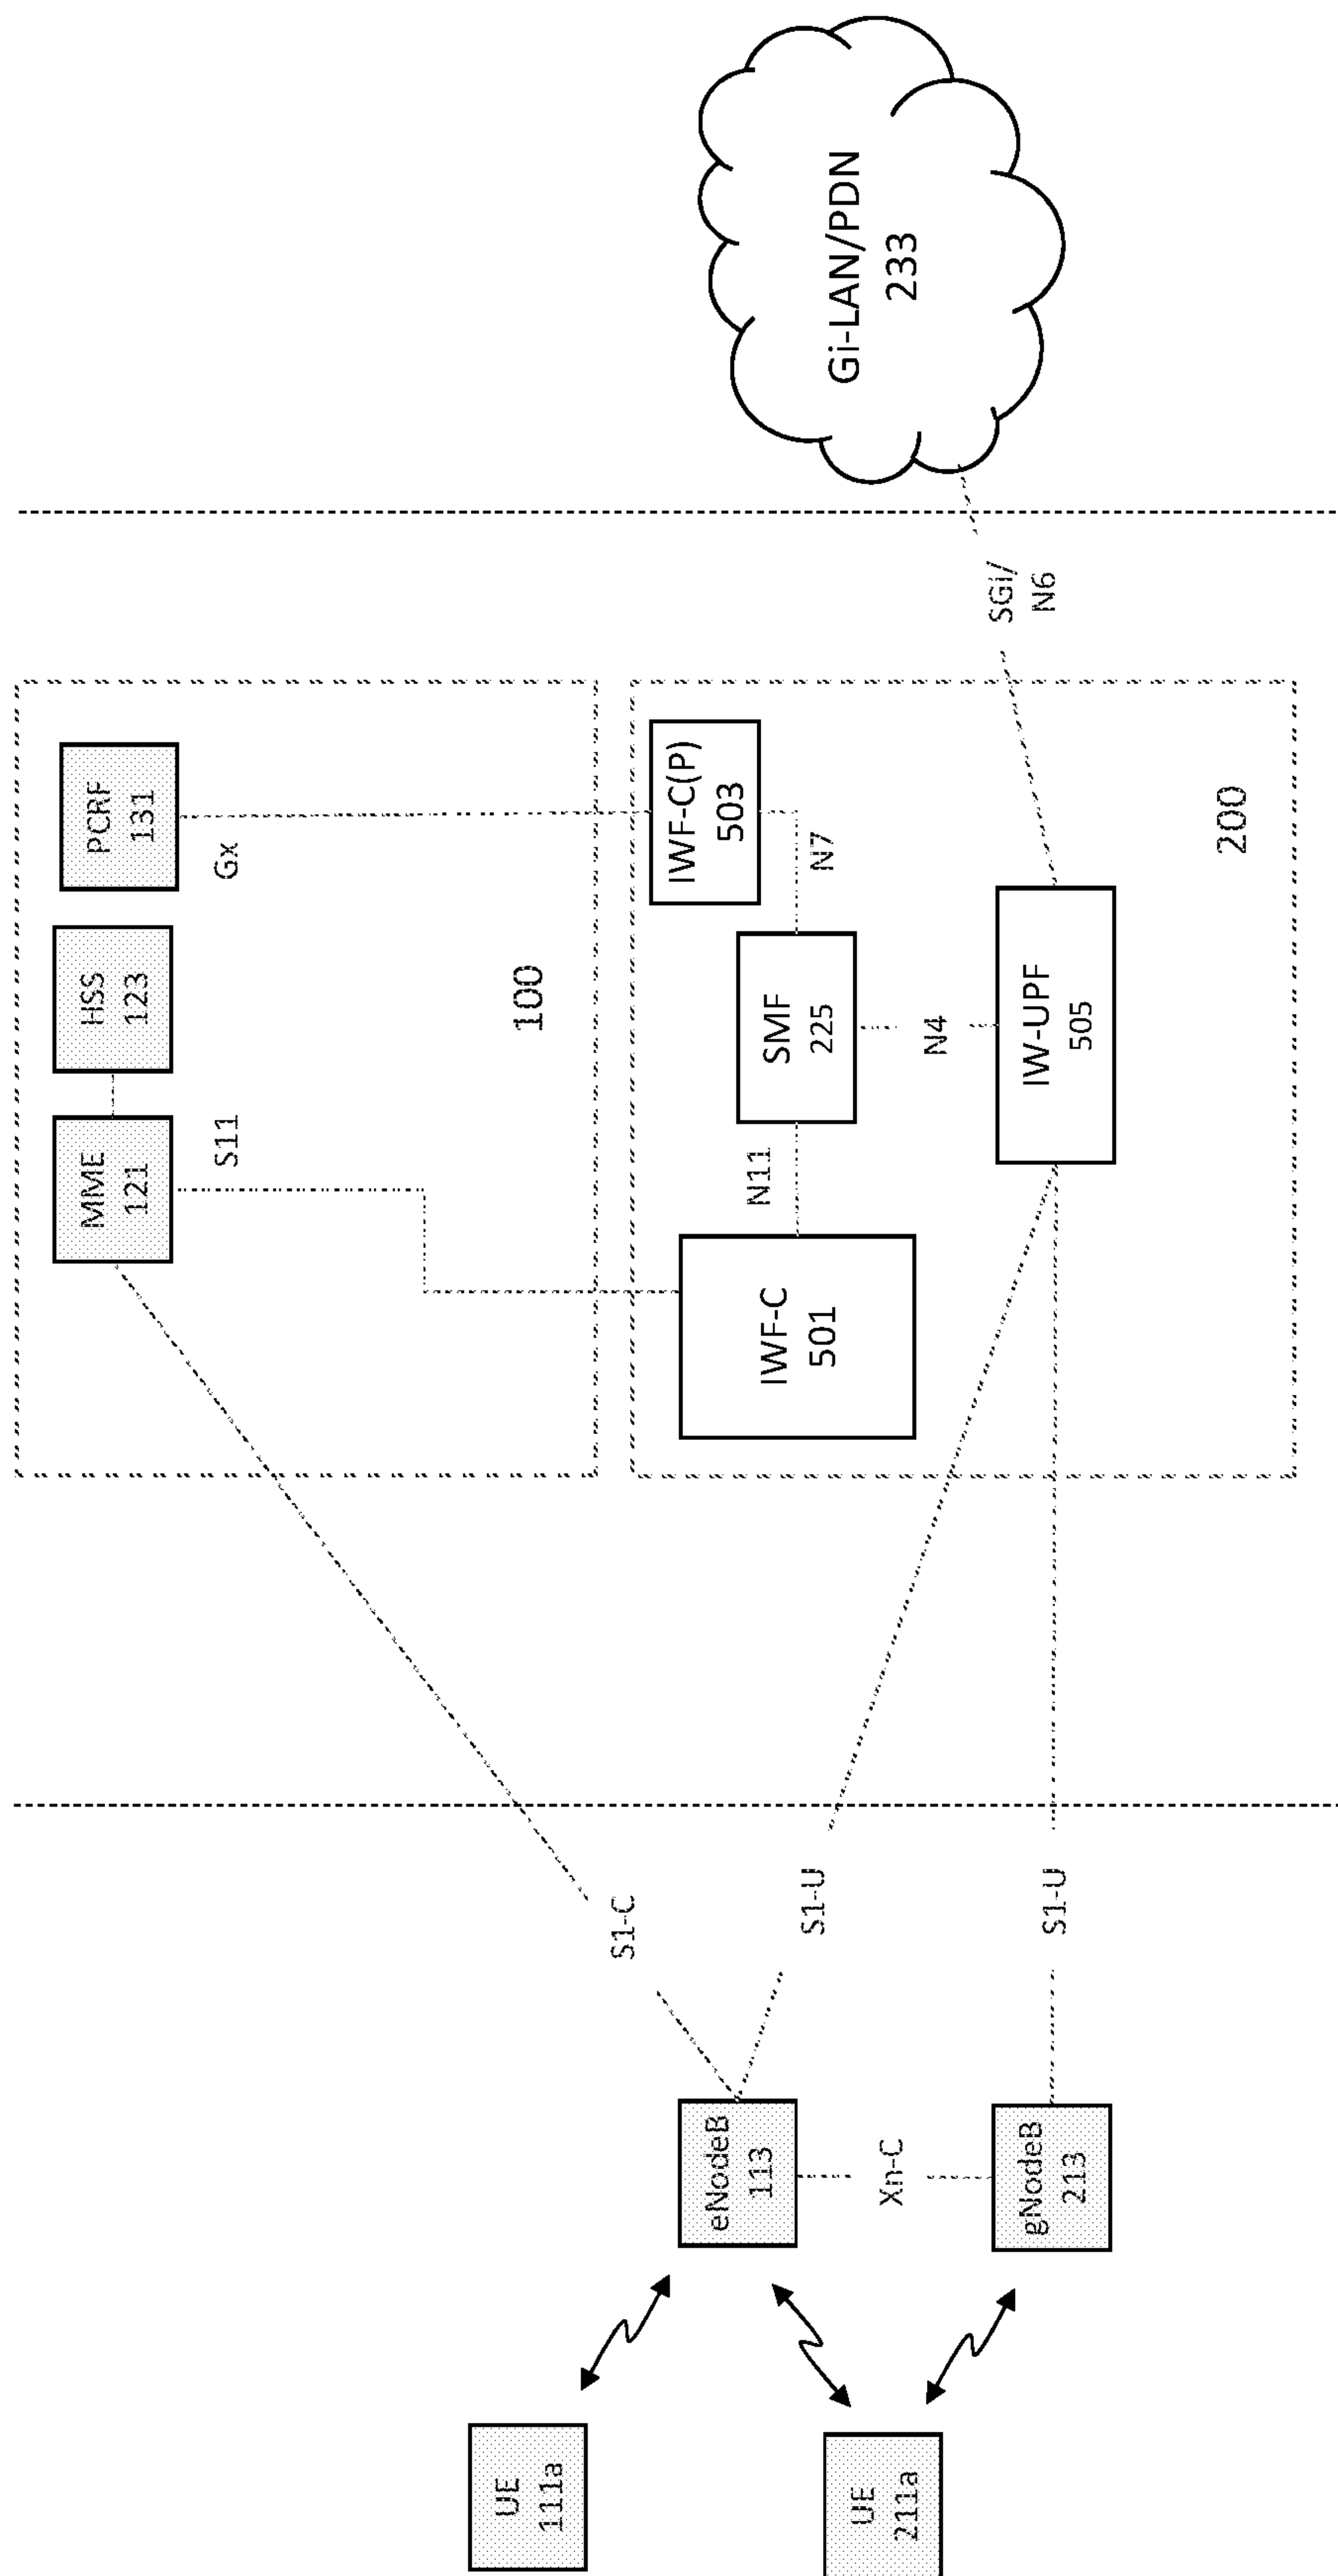 UE
111a
UE
211a
eNodeB
113
Xn-C
gNodeB
213
S1-C
S1-U
S1-U
MME
121
HSS
123
PCRF
131
S11
Gx
100
IWF-C
501
N11
SMF
225
N7
IWF-C(P)
503
N4
IW-UPF
505
200
SGi/
N6
Gi-LAN/PDN
233